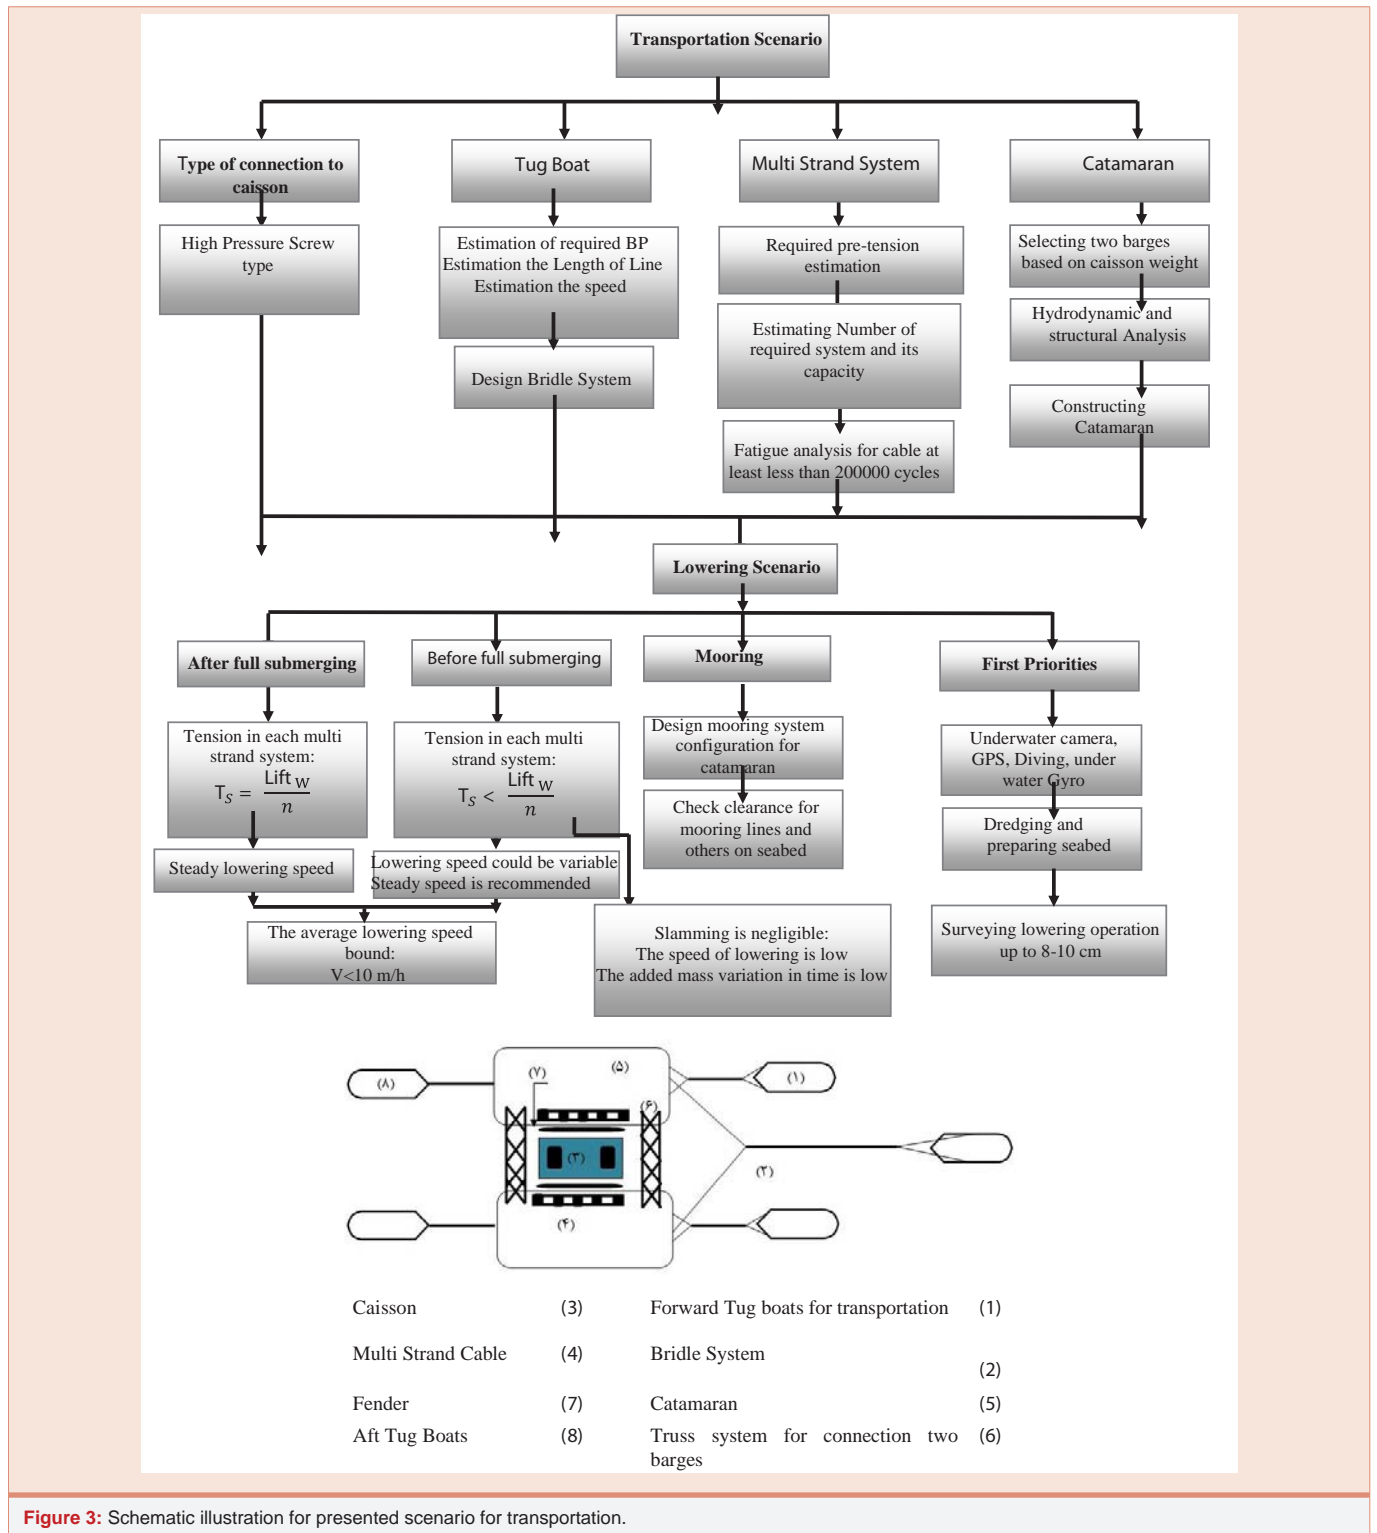 Transportation Scenario
Type of connection to
caisson
Tug Boat
Multi Strand System
Catamaran
High Pressure Screw
type
Estimation of required BP
Estimation the Length of Line
Estimation the speed
Design Bridle System
Required pre-tension
estimation
Estimating Number of
required system and its
capacity
Fatigue analysis for cable at
least less than 200000 cycles
Selecting two barges
based on caisson weight
Hydrodynamic and
structural Analysis
Constructing
Catamaran
Lowering Scenario
After full submerging
Before full submerging
Mooring
First Priorities
Tension in each multi
strand system:
T_S = Lift_W / n
Steady lowering speed
Tension in each multi
strand system:
T_S < Lift_W / n
Lowering speed could be variable
Steady speed is recommended
The average lowering speed
bound:
V<10 m/h
Slamming is negligible:
The speed of lowering is low
The added mass variation in time is low
Design mooring system
configuration for
catamaran
Check clearance for
mooring lines and
others on seabed
Underwater camera,
GPS, Diving, under
water Gyro
Dredging and
preparing seabed
Surveying lowering operation
up to 8-10 cm
(۸)
(۷)
(۵)
(۱)
(۶)
(۳)
(۲)
(۴)
Caisson (3) Forward Tug boats for transportation (1)
Multi Strand Cable (4) Bridle System (2)
Fender (7) Catamaran (5)
Aft Tug Boats (8) Truss system for connection two (6)
barges
Figure 3: Schematic illustration for presented scenario for transportation.